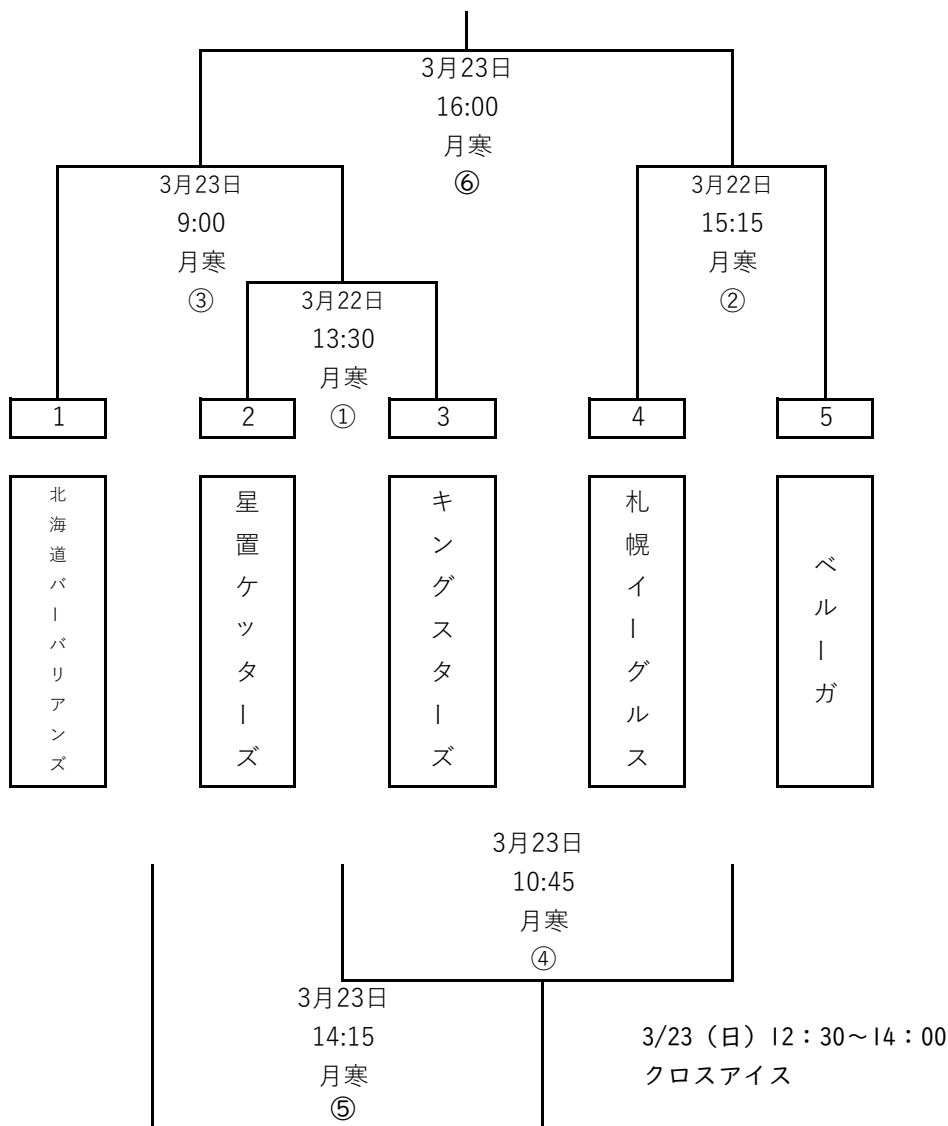 3月23日
16:00
月寒
⑥
3月23日
9:00
月寒
③
3月22日
15:15
月寒
②
3月22日
13:30
月寒
①
1
2
3
4
5
北海道バーバリアンズ
星置ケッターズ
キングスターズ
札幌イーグルス
ベルーガ
3月23日
10:45
月寒
④
3月23日
14:15
月寒
⑤
3/23（日）12：30～14：00
クロスアイス